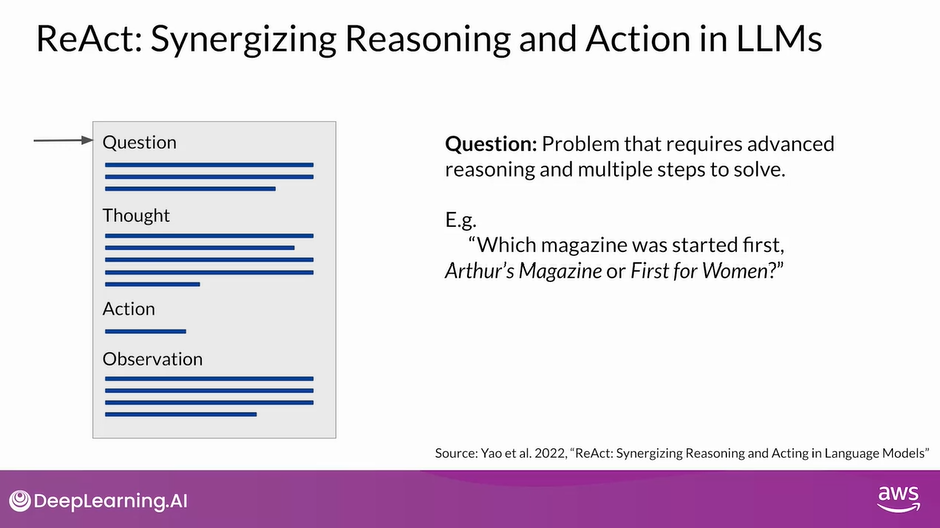 ReAct: Synergizing Reasoning and Action in LLMs
Question
Thought
Action
Observation
Question: Problem that requires advanced
reasoning and multiple steps to solve.
E.g.
“Which magazine was started first,
Arthur’s Magazine or First for Women?”
Source: Yao et al. 2022, “ReAct: Synergizing Reasoning and Acting in Language Models”
DeepLearning.AI
aws